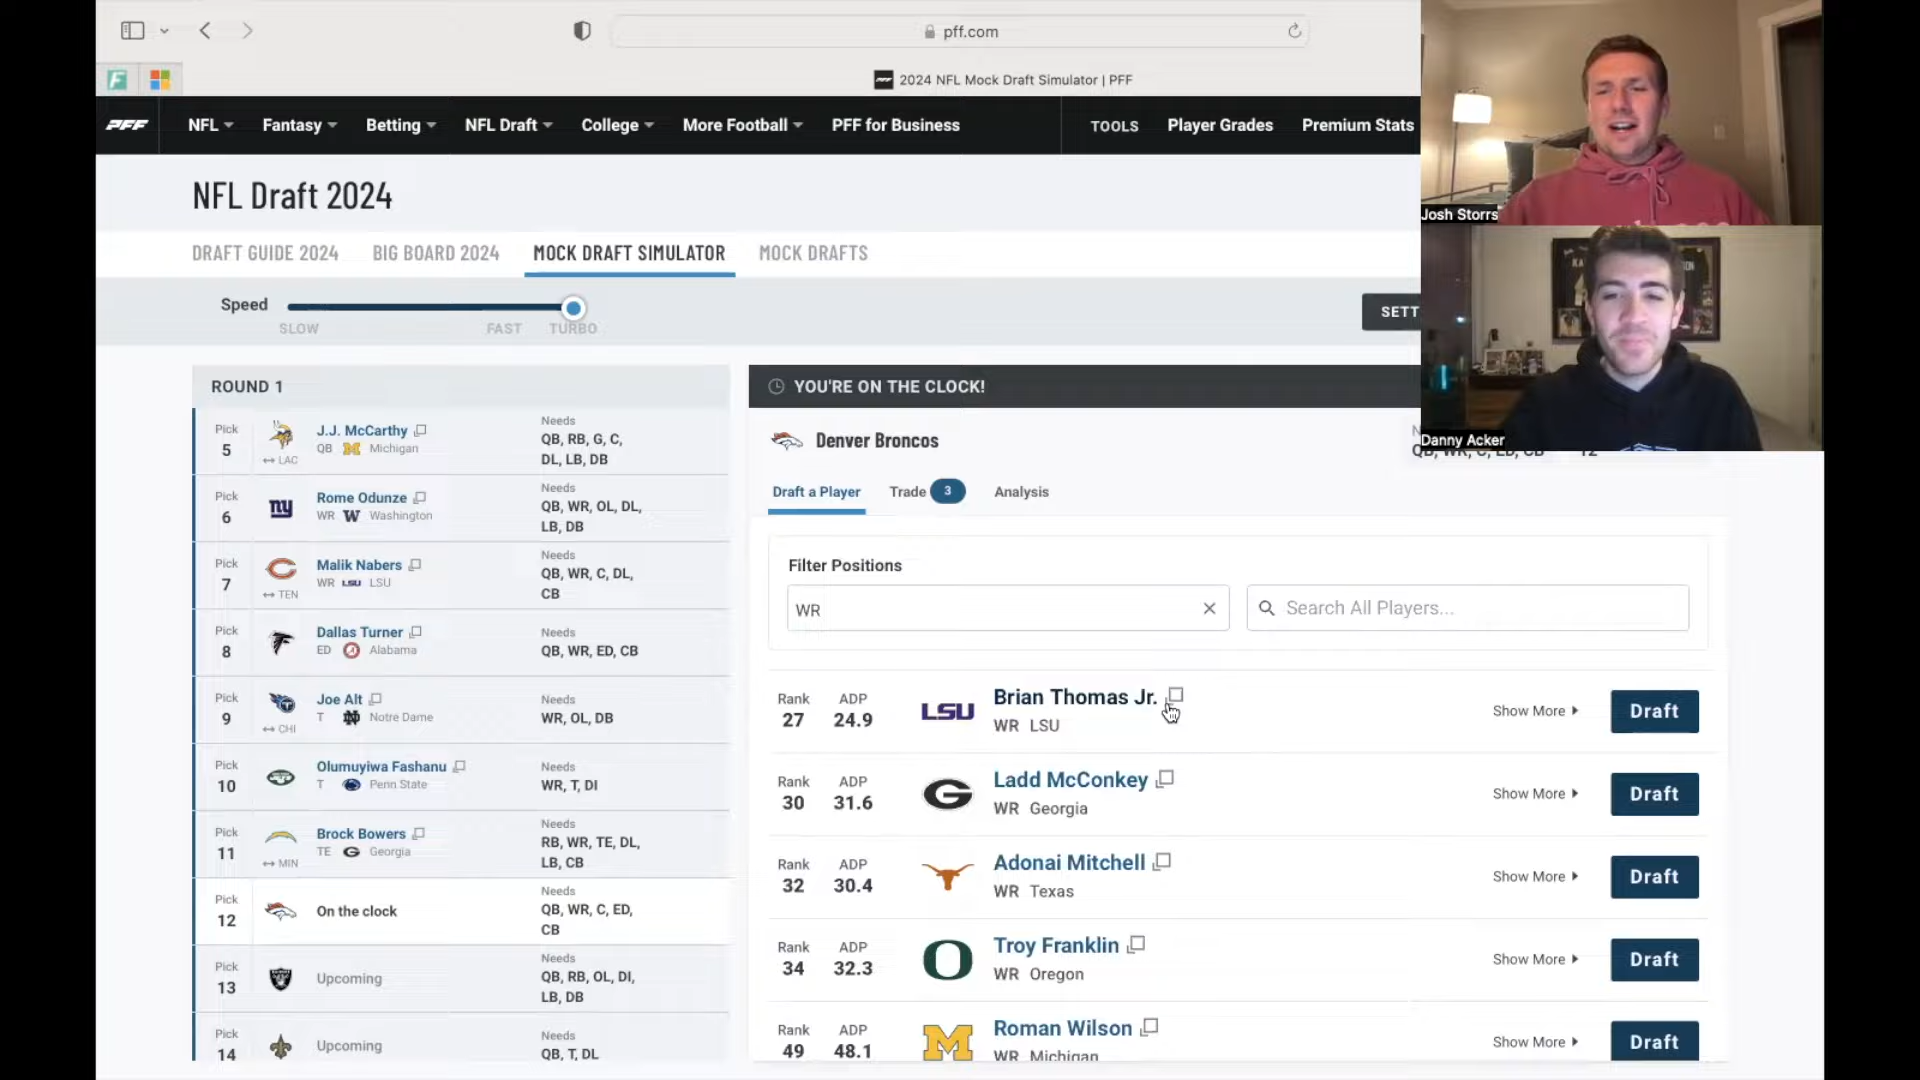 pff.com
2024 NFL Mock Draft Simulator | PFF
PFF
NFL
Fantasy
Betting
NFL Draft
College
More Football
PFF for Business
TOOLS
Player Grades
Premium Stats
Josh Storrs
Danny Acker
NFL Draft 2024
DRAFT GUIDE 2024
BIG BOARD 2024
MOCK DRAFT SIMULATOR
MOCK DRAFTS
Speed
SLOW
FAST
TURBO
SETT
ROUND 1
Pick
5
LAC
J.J. McCarthy
QB Michigan
Needs
QB, RB, G, C,
DL, LB, DB
Pick
6
ny
Rome Odunze
WR W Washington
Needs
QB, WR, OL, DL,
LB, DB
Pick
7
TEN
Malik Nabers
WR LSU LSU
Needs
QB, WR, C, DL,
CB
Pick
8
Dallas Turner
ED Alabama
Needs
QB, WR, ED, CB
Pick
9
CHI
Joe Alt
T Notre Dame
Needs
WR, OL, DB
Pick
10
Olumuyiwa Fashanu
T Penn State
Needs
WR, T, DI
Pick
11
MIN
Brock Bowers
TE G Georgia
Needs
RB, WR, TE, DL,
LB, CB
Pick
12
On the clock
Needs
QB, WR, C, ED,
CB
Pick
13
Upcoming
Needs
QB, RB, OL, DI,
LB, DB
Pick
14
Upcoming
Needs
QB, T, DL
YOU'RE ON THE CLOCK!
Denver Broncos
QB, WR, C, ED, CB
12
Draft a Player
Trade 3
Analysis
Filter Positions
WR
Search All Players...
Rank ADP
27 24.9
LSU
Brian Thomas Jr.
WR LSU
Show More
Draft
Rank ADP
30 31.6
G
Ladd McConkey
WR Georgia
Show More
Draft
Rank ADP
32 30.4
Adonai Mitchell
WR Texas
Show More
Draft
Rank ADP
34 32.3
O
Troy Franklin
WR Oregon
Show More
Draft
Rank ADP
49 48.1
M
Roman Wilson
WR Michigan
Show More
Draft